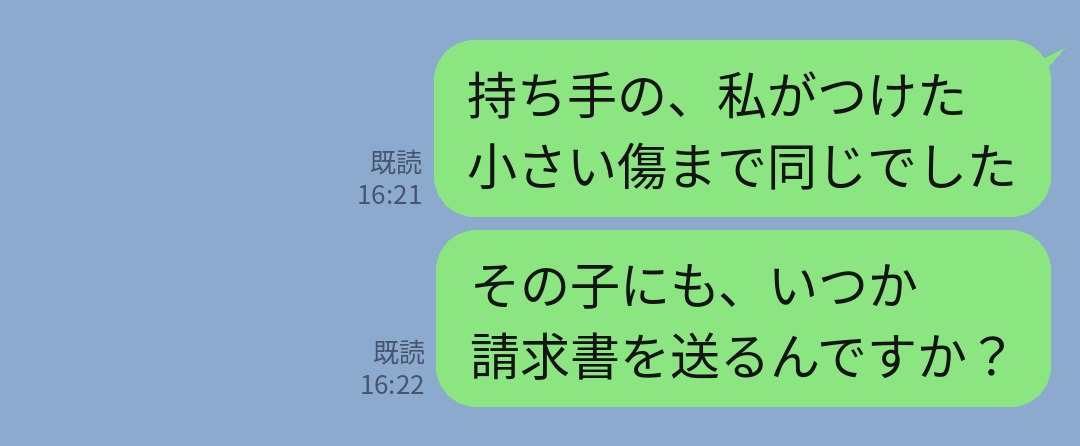 持ち手の、私がつけた
小さい傷まで同じでした
既読
16:21
その子にも、いつか
請求書を送るんですか？
既読
16:22